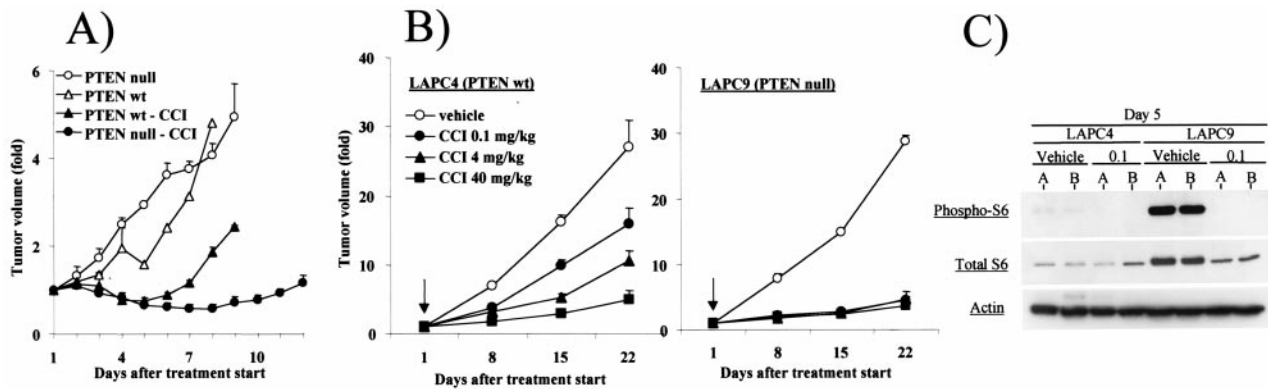 A)
6
4
2
0
Tumor volume (fold)
PTEN null
PTEN wt
PTEN wt - CCI
PTEN null - CCI
1 4 7 10
Days after treatment start
B)
40
30
20
10
0
Tumor volume (fold)
LAPC4 (PTEN wt)
vehicle
CCI 0.1 mg/kg
CCI 4 mg/kg
CCI 40 mg/kg
1 8 15 22
Days after treatment start
40
30
20
10
0
LAPC9 (PTEN null)
1 8 15 22
Days after treatment start
C)
Day 5
LAPC4 LAPC9
Vehicle 0.1 Vehicle 0.1
A B A B A B A B
Phospho-S6
Total S6
Actin